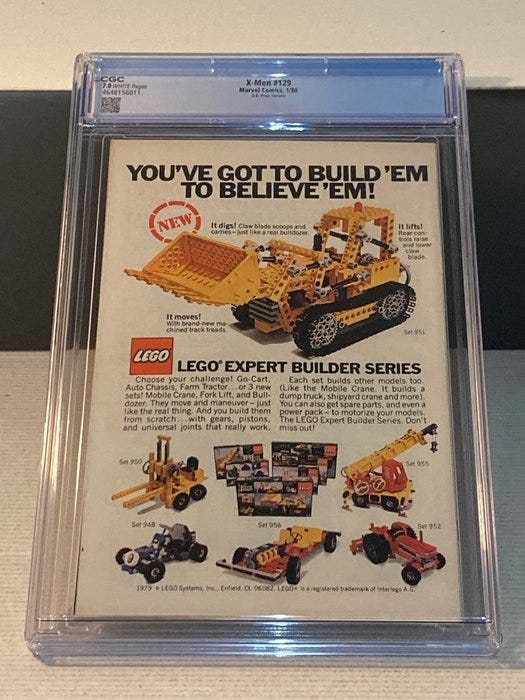 CGC
7.0 WHITE Pages
4648156011
X-Men #129
Marvel Comics, 1/80
U.K. Price Variant
YOU'VE GOT TO BUILD 'EM
TO BELIEVE 'EM!
NEW
It digs! Claw blade scoops and
carries – just like a real bulldozer.
It lifts!
Rear con-
trols raise
and lower
claw
blade.
It moves!
With brand-new ma-
chined track treads.
Set 951
LEGO
LEGO® EXPERT BUILDER SERIES
Choose your challenge! Go-Cart,
Auto Chassis, Farm Tractor...or 3 new
sets! Mobile Crane, Fork Lift, and Bull-
dozer. They move and maneuver – just
like the real thing. And you build them
from scratch...with gears, pistons,
and universal joints that really work.
Each set builds other models too.
(Like the Mobile Crane. It builds a
dump truck, shipyard crane and more).
You can also get spare parts, and even a
power pack – to motorize your models.
The LEGO Expert Builder Series. Don't
miss out!
Set 950
Set 955
Set 948
Set 956
Set 952
1979 © LEGO Systems, Inc., Enfield, Ct. 06082. LEGO® is a registered trademark of Interlego A.G.